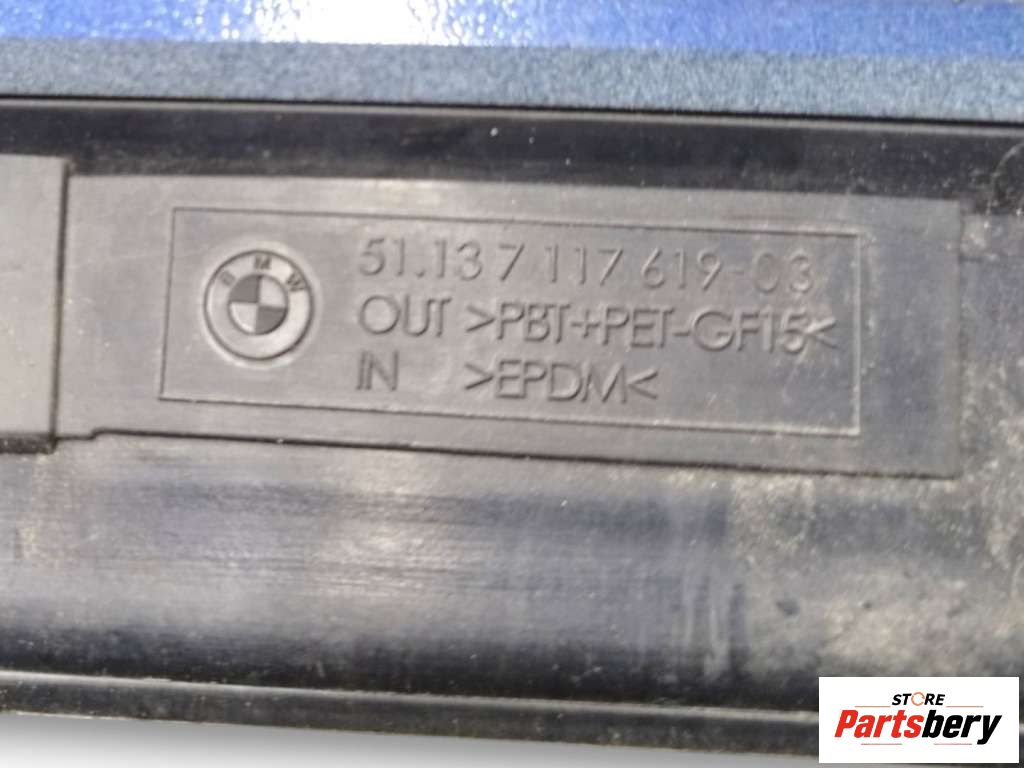 BMW
51.13 7 117 619-03
OUT >PBT+PET-GF15<
IN >EPDM<
STORE
Partsbery